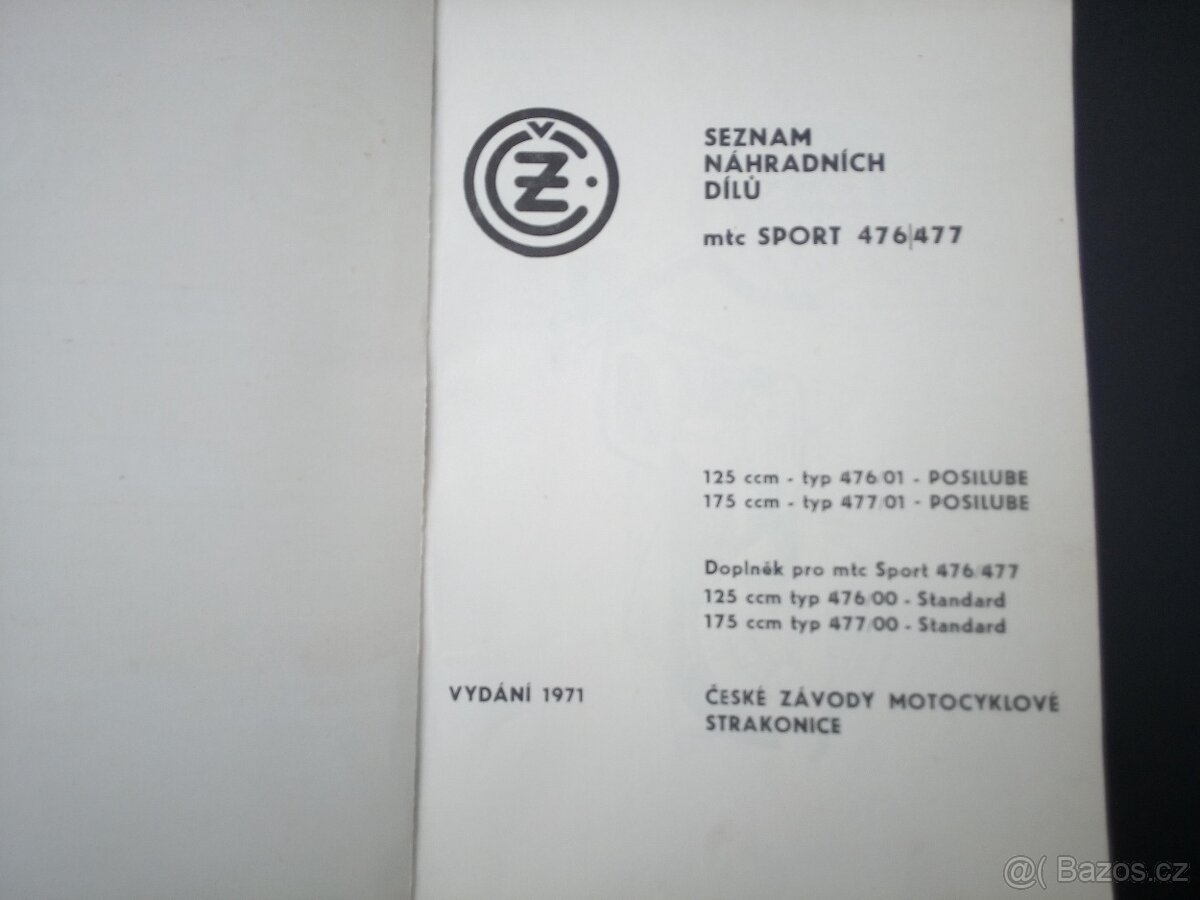 ČZ
SEZNAM
NÁHRADNÍCH
DÍLŮ
mtc SPORT 476/477
125 ccm - typ 476/01 - POSILUBE
175 ccm - typ 477/01 - POSILUBE
Doplněk pro mtc Sport 476/477
125 ccm typ 476/00 - Standard
175 ccm typ 477/00 - Standard
VYDÁNÍ 1971
ČESKÉ ZÁVODY MOTOCYKLOVÉ
STRAKONICE
@( Bazos.cz